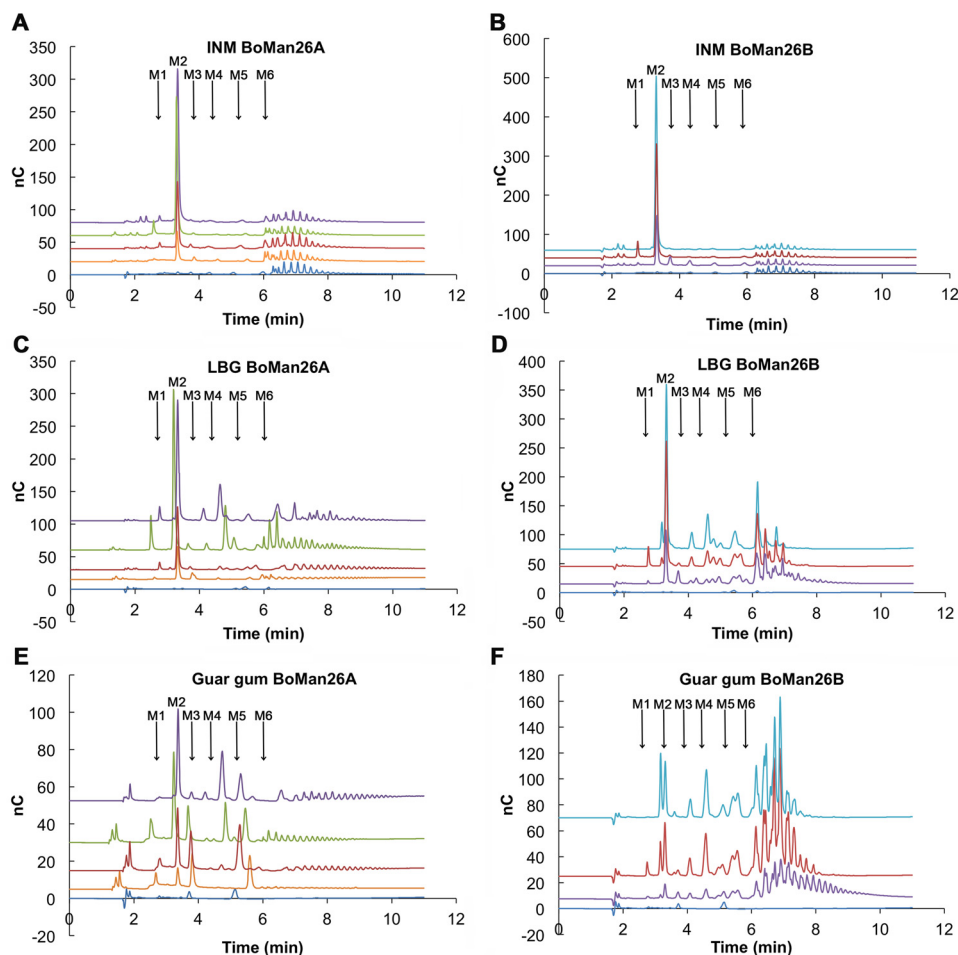 A
INM BoMan26A
350
300
250
200
150
100
50
0
-50
nC
M1 M2 M3 M4 M5 M6
0 2 4 6 8 10 12
Time (min)
B
INM BoMan26B
600
500
400
300
200
100
0
-100
nC
M1 M2 M3 M4 M5 M6
0 2 4 6 8 10 12
Time (min)
C
LBG BoMan26A
350
300
250
200
150
100
50
0
-50
nC
M1 M2 M3 M4 M5 M6
0 2 4 6 8 10 12
Time (min)
D
LBG BoMan26B
400
350
300
250
200
150
100
50
0
-50
nC
M1 M2 M3 M4 M5 M6
0 2 4 6 8 10 12
Time (min)
E
Guar gum BoMan26A
120
100
80
60
40
20
0
-20
nC
M1 M2 M3 M4 M5 M6
0 2 4 6 8 10 12
Time (min)
F
Guar gum BoMan26B
180
160
140
120
100
80
60
40
20
0
-20
nC
M1 M2 M3 M4 M5 M6
0 2 4 6 8 10 12
Time (min)